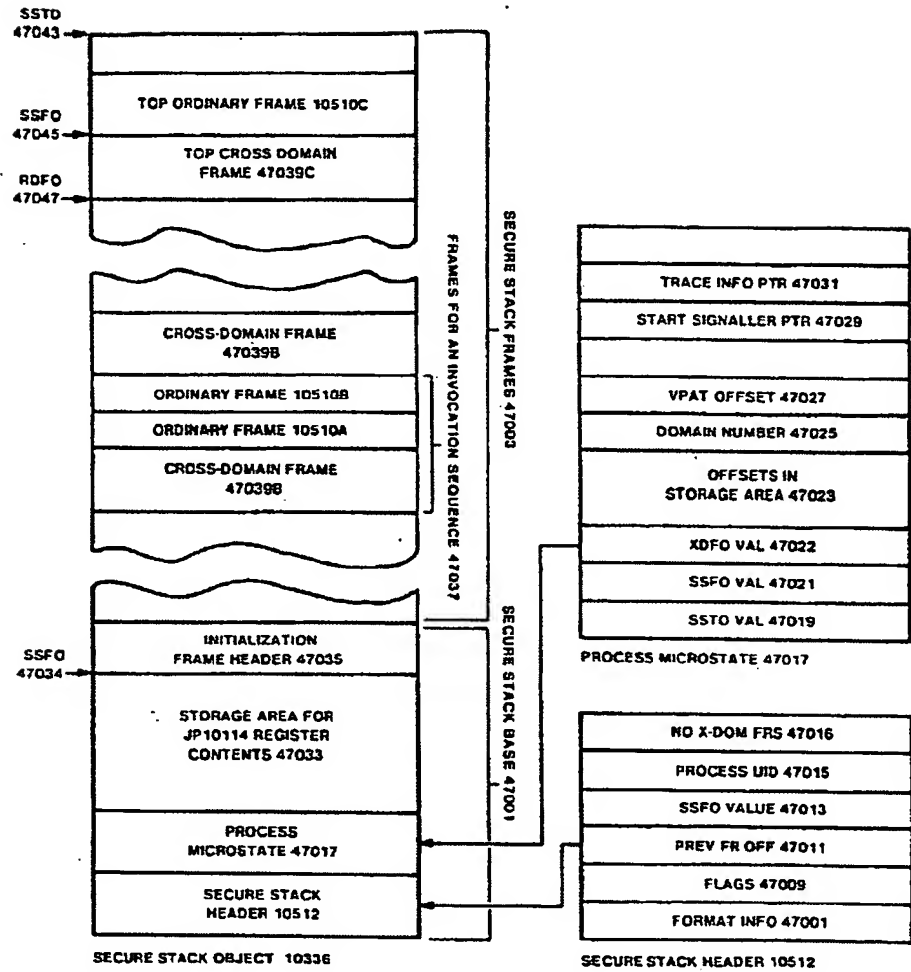 SSTD
47043
TOP ORDINARY FRAME 10510C
SSFO
47045
TOP CROSS DOMAIN
FRAME 47039C
RDFO
47047
CROSS-DOMAIN FRAME
47039B
ORDINARY FRAME 10510B
ORDINARY FRAME 10510A
CROSS-DOMAIN FRAME
47039B
FRAMES FOR AN INVOCATION SEQUENCE 47037
SECURE STACK FRAMES 47003
INITIALIZATION
FRAME HEADER 47035
SSFO
47034
STORAGE AREA FOR
JP10114 REGISTER
CONTENTS 47033
PROCESS
MICROSTATE 47017
SECURE STACK
HEADER 10512
SECURE STACK BASE 47001
SECURE STACK OBJECT 10336
TRACE INFO PTR 47031
START SIGNALLER PTR 47029
VPAT OFFSET 47027
DOMAIN NUMBER 47025
OFFSETS IN
STORAGE AREA 47023
XDFO VAL 47022
SSFO VAL 47021
SSTO VAL 47019
PROCESS MICROSTATE 47017
NO X-DOM FRS 47016
PROCESS UID 47015
SSFO VALUE 47013
PREV FR OFF 47011
FLAGS 47009
FORMAT INFO 47001
SECURE STACK HEADER 10512